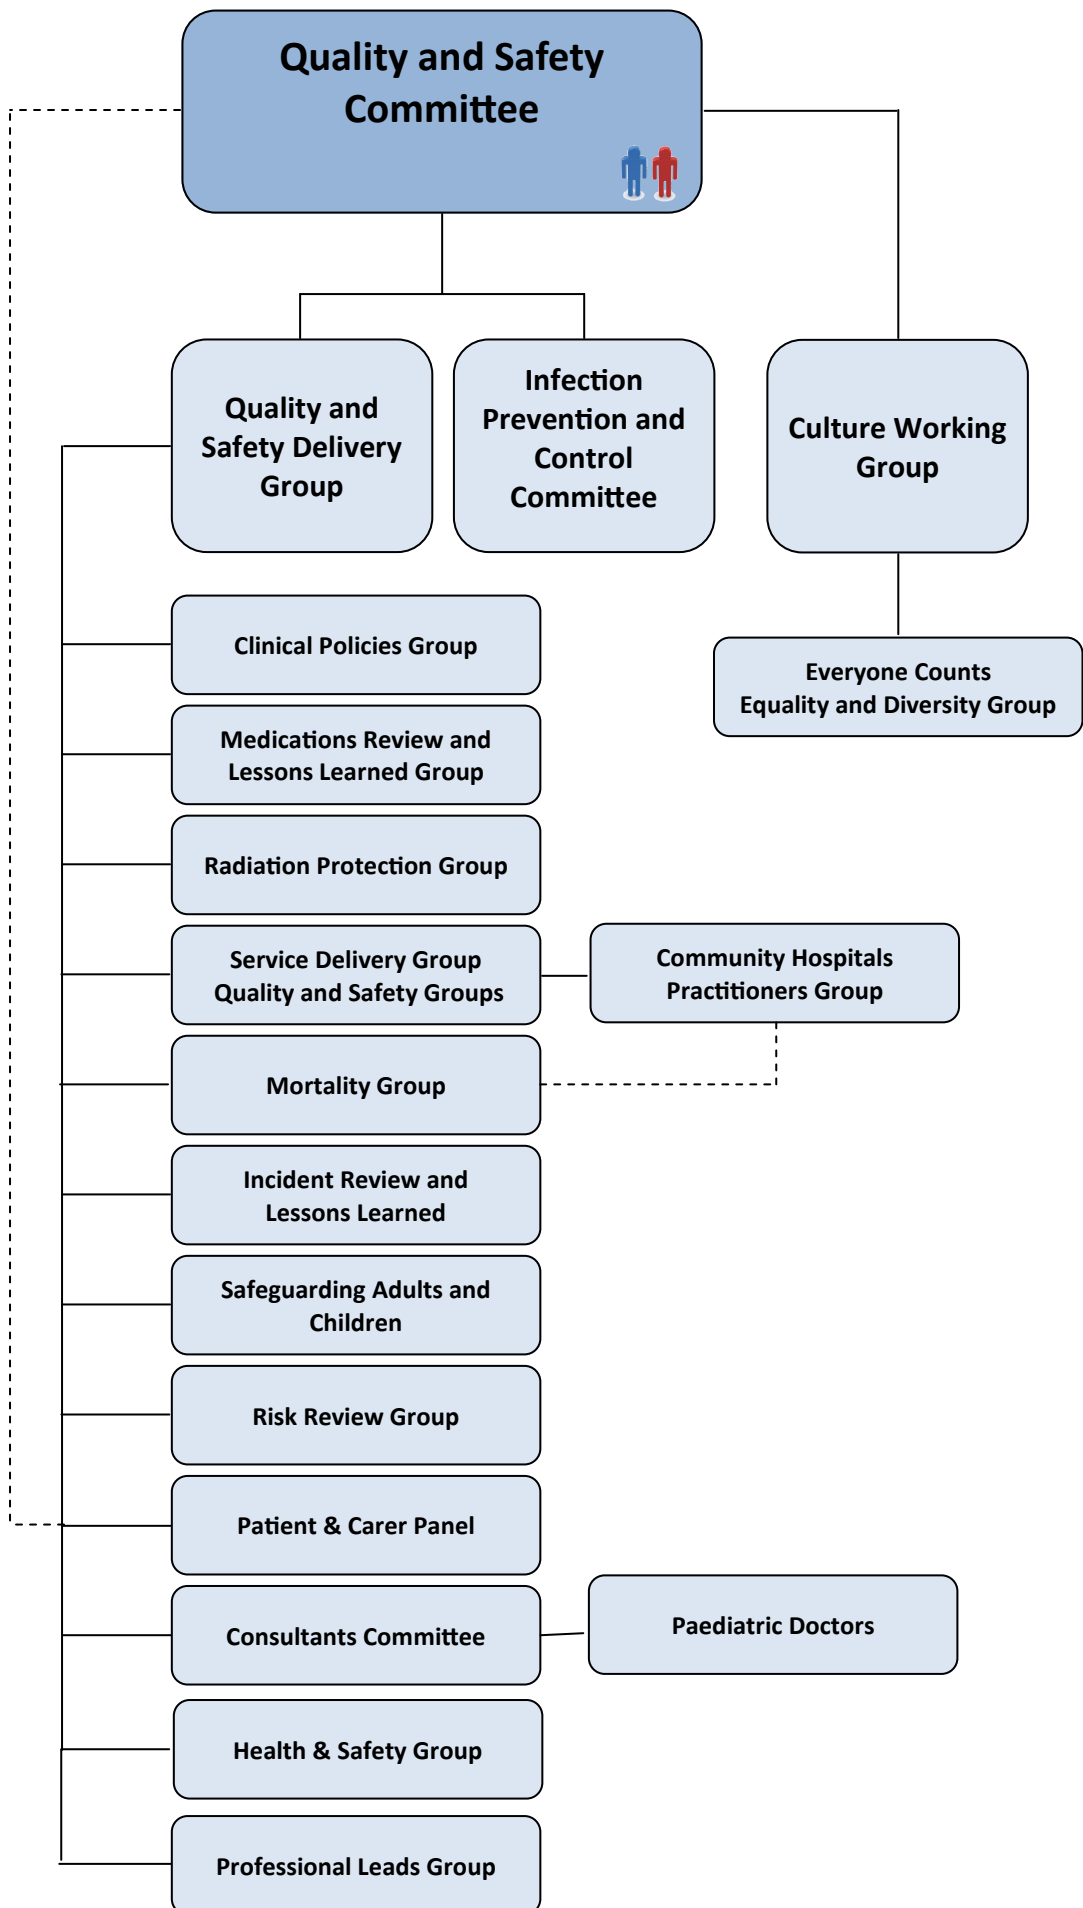 Quality and Safety
Committee
Quality and
Safety Delivery
Group
Infection
Prevention and
Control
Committee
Culture Working
Group
Clinical Policies Group
Everyone Counts
Equality and Diversity Group
Medications Review and
Lessons Learned Group
Radiation Protection Group
Service Delivery Group
Quality and Safety Groups
Community Hospitals
Practitioners Group
Mortality Group
Incident Review and
Lessons Learned
Safeguarding Adults and
Children
Risk Review Group
Patient & Carer Panel
Consultants Committee
Paediatric Doctors
Health & Safety Group
Professional Leads Group